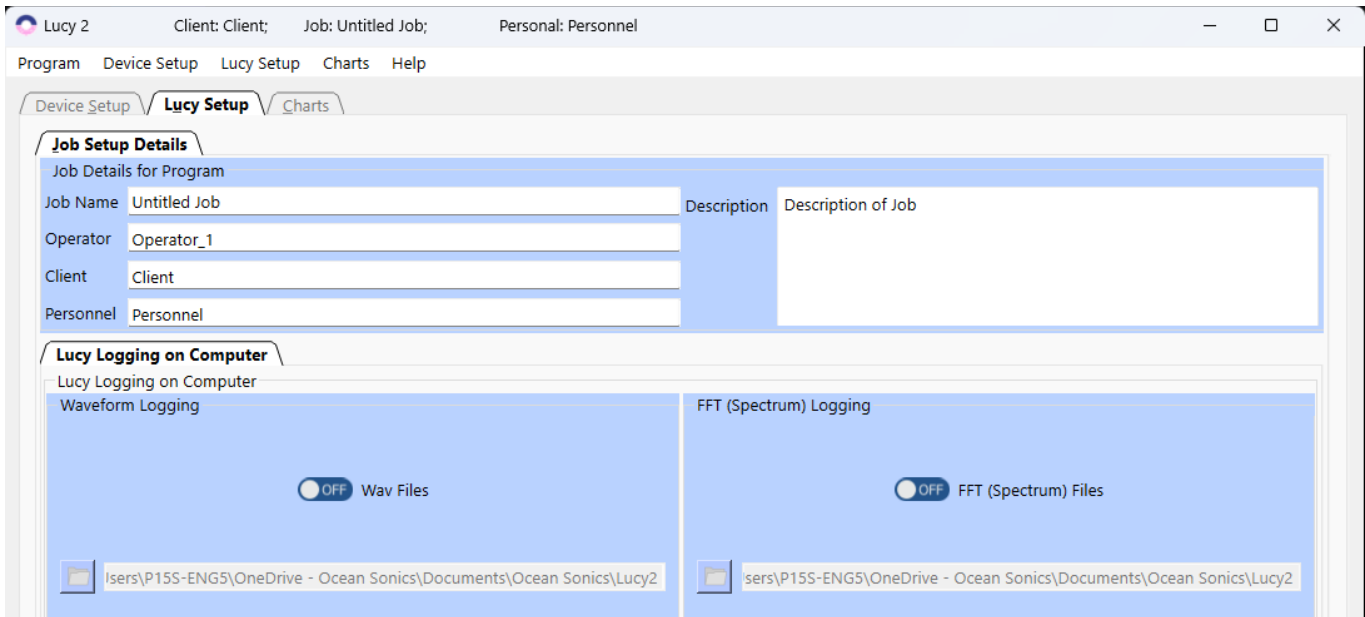 Lucy 2 Client: Client; Job: Untitled Job; Personal: Personnel
Program Device Setup Lucy Setup Charts Help
Device Setup Lucy Setup Charts
Job Setup Details
Job Details for Program
Job Name Untitled Job
Operator Operator_1
Client Client
Personnel Personnel
Description Description of Job
Lucy Logging on Computer
Lucy Logging on Computer
Waveform Logging
OFF Wav Files
Isers\P15S-ENG5\OneDrive - Ocean Sonics\Documents\Ocean Sonics\Lucy2
FFT (Spectrum) Logging
OFF FFT (Spectrum) Files
sers\P15S-ENG5\OneDrive - Ocean Sonics\Documents\Ocean Sonics\Lucy2